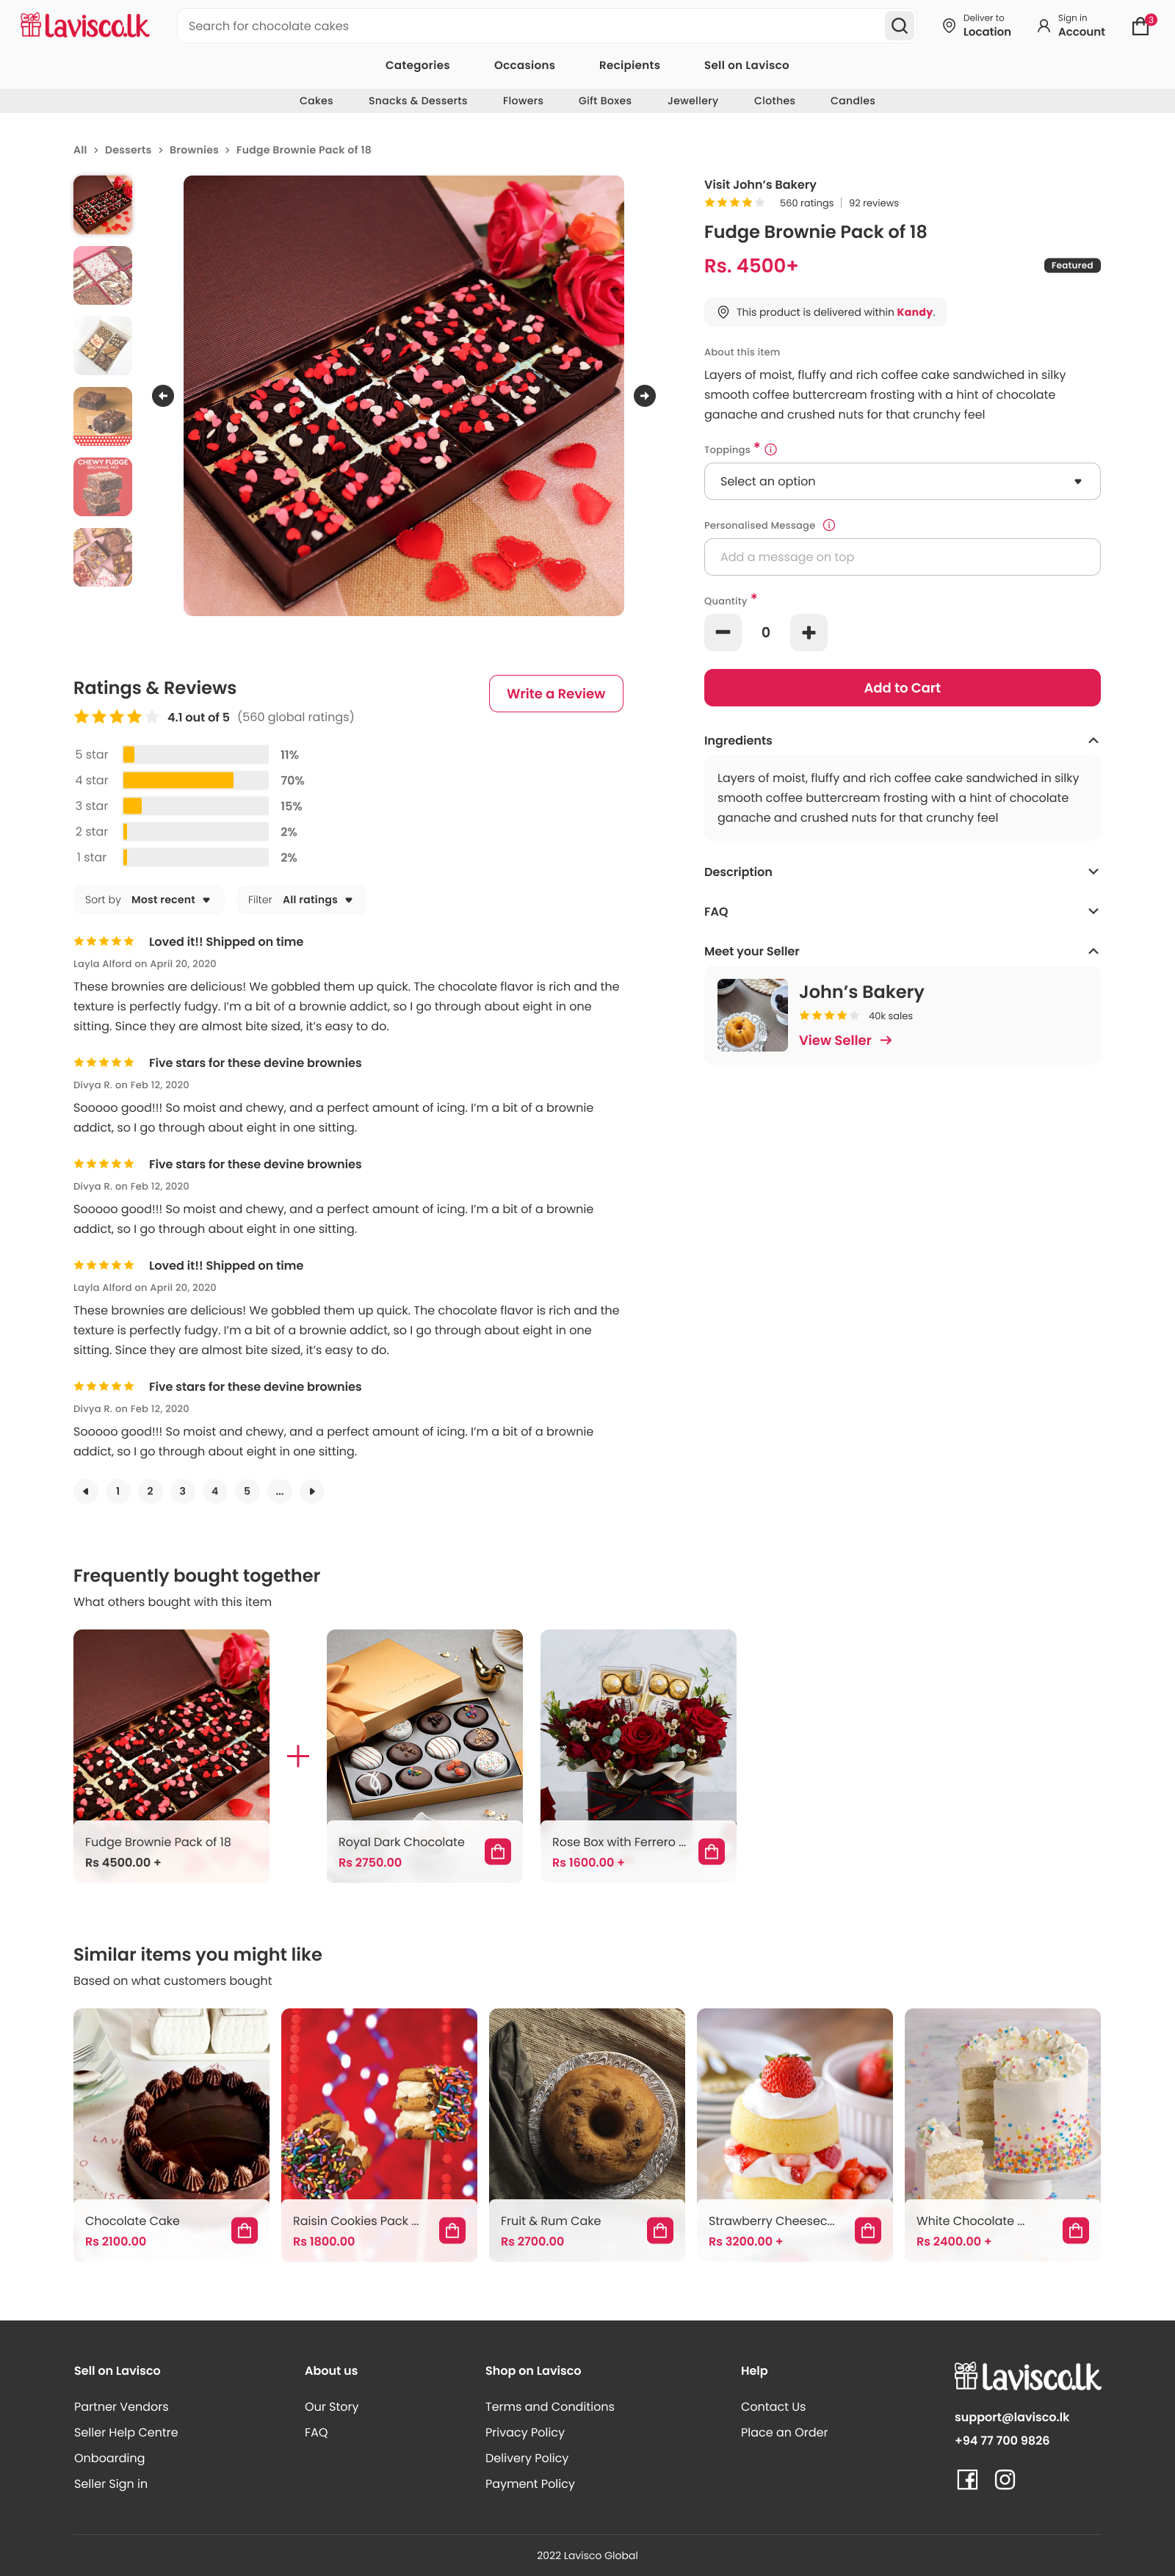 Lavisco.lk
Search for chocolate cakes
Deliver to
Location
Sign in
Account
3
Categories Occasions Recipients Sell on Lavisco
Cakes Snacks & Desserts Flowers Gift Boxes Jewellery Clothes Candles
All > Desserts > Brownies > Fudge Brownie Pack of 18
CHEWY FUDGE
BROWNIE MIX
Visit John’s Bakery
560 ratings | 92 reviews
Fudge Brownie Pack of 18
Rs. 4500+
Featured
This product is delivered within Kandy.
About this item
Layers of moist, fluffy and rich coffee cake sandwiched in silky
smooth coffee buttercream frosting with a hint of chocolate
ganache and crushed nuts for that crunchy feel
Toppings *
Select an option
Personalised Message
Add a message on top
Quantity *
0
Add to Cart
Ingredients
Layers of moist, fluffy and rich coffee cake sandwiched in silky
smooth coffee buttercream frosting with a hint of chocolate
ganache and crushed nuts for that crunchy feel
Description
FAQ
Meet your Seller
John’s Bakery
40k sales
View Seller
Ratings & Reviews
Write a Review
4.1 out of 5 (560 global ratings)
5 star 11%
4 star 70%
3 star 15%
2 star 2%
1 star 2%
Sort by Most recent
Filter All ratings
Loved it!! Shipped on time
Layla Alford on April 20, 2020
These brownies are delicious! We gobbled them up quick. The chocolate flavor is rich and the
texture is perfectly fudgy. I’m a bit of a brownie addict, so I go through about eight in one
sitting. Since they are almost bite sized, it’s easy to do.
Five stars for these devine brownies
Divya R. on Feb 12, 2020
Sooooo good!!! So moist and chewy, and a perfect amount of icing. I’m a bit of a brownie
addict, so I go through about eight in one sitting.
Five stars for these devine brownies
Divya R. on Feb 12, 2020
Sooooo good!!! So moist and chewy, and a perfect amount of icing. I’m a bit of a brownie
addict, so I go through about eight in one sitting.
Loved it!! Shipped on time
Layla Alford on April 20, 2020
These brownies are delicious! We gobbled them up quick. The chocolate flavor is rich and the
texture is perfectly fudgy. I’m a bit of a brownie addict, so I go through about eight in one
sitting. Since they are almost bite sized, it’s easy to do.
Five stars for these devine brownies
Divya R. on Feb 12, 2020
Sooooo good!!! So moist and chewy, and a perfect amount of icing. I’m a bit of a brownie
addict, so I go through about eight in one sitting.
1 2 3 4 5 ...
Frequently bought together
What others bought with this item
Fudge Brownie Pack of 18
Rs 4500.00 +
Royal Dark Chocolate
Rs 2750.00
Rose Box with Ferrero ...
Rs 1600.00 +
Similar items you might like
Based on what customers bought
Chocolate Cake
Rs 2100.00
Raisin Cookies Pack ...
Rs 1800.00
Fruit & Rum Cake
Rs 2700.00
Strawberry Cheesec...
Rs 3200.00 +
White Chocolate ...
Rs 2400.00 +
Sell on Lavisco
Partner Vendors
Seller Help Centre
Onboarding
Seller Sign in
About us
Our Story
FAQ
Shop on Lavisco
Terms and Conditions
Privacy Policy
Delivery Policy
Payment Policy
Help
Contact Us
Place an Order
Lavisco.lk
support@lavisco.lk
+94 77 700 9826
2022 Lavisco Global